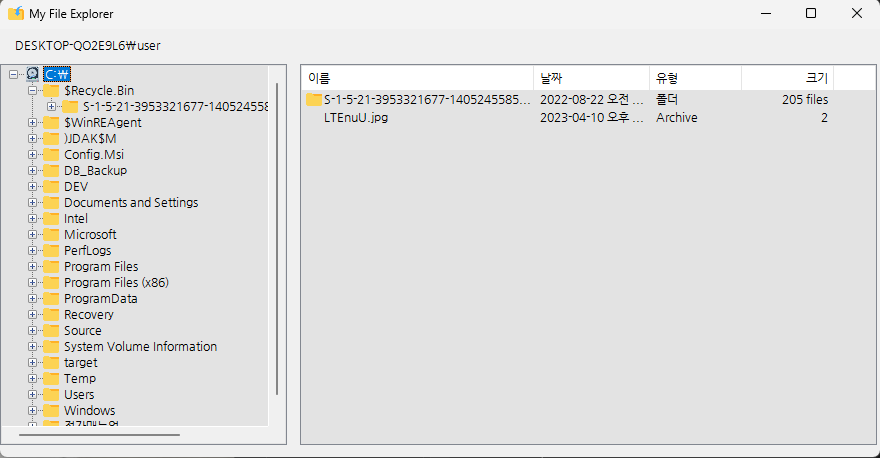 My File Explorer
DESKTOP-QO2E9L6₩user
C:₩
$Recycle.Bin
S-1-5-21-3953321677-140524558
$WinREAgent
)JDAK$M
Config.Msi
DB_Backup
DEV
Documents and Settings
Intel
Microsoft
PerfLogs
Program Files
Program Files (x86)
ProgramData
Recovery
Source
System Volume Information
target
Temp
Users
Windows
이름 날짜 유형 크기
S-1-5-21-3953321677-1405245585... 2022-08-22 오전 ... 폴더 205 files
LTEnuU.jpg 2023-04-10 오후 ... Archive 2